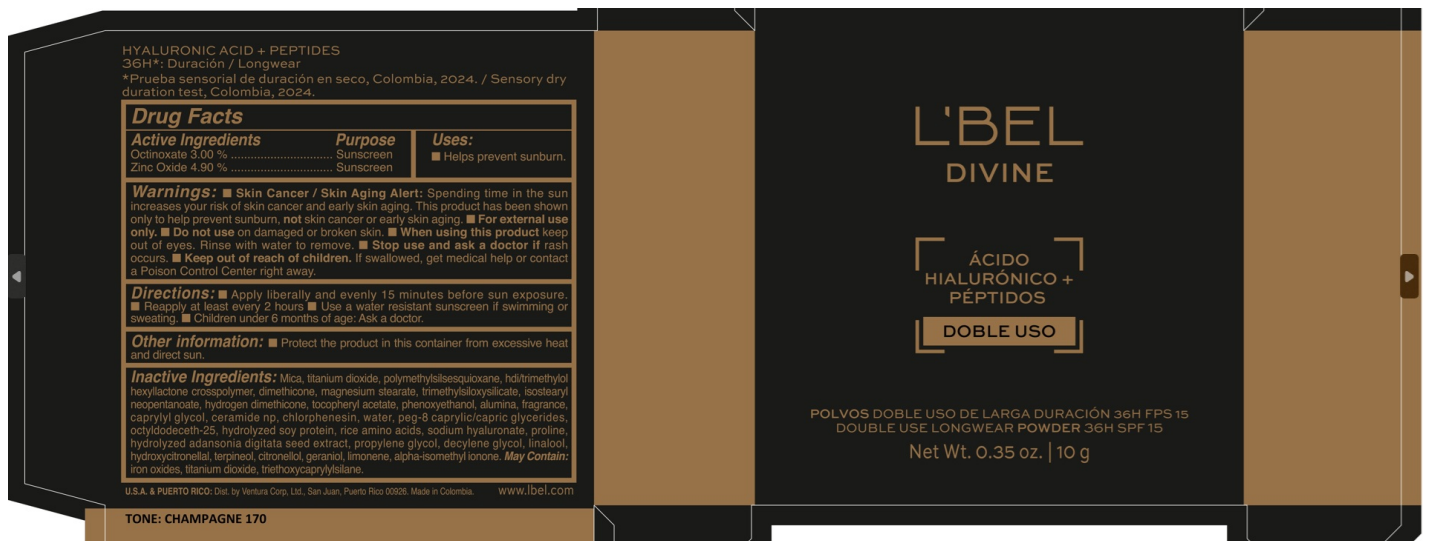 HYALURONIC ACID + PEPTIDES
36H*: Duración / Longwear
*Prueba sensorial de duración en seco, Colombia, 2024. / Sensory dry
duration test, Colombia, 2024.
Drug Facts
Active Ingredients Purpose
Octinoxate 3.00 % ............................... Sunscreen
Zinc Oxide 4.90 % ............................... Sunscreen
Uses:
■ Helps prevent sunburn.
Warnings: ■ Skin Cancer / Skin Aging Alert: Spending time in the sun
increases your risk of skin cancer and early skin aging. This product has been shown
only to help prevent sunburn, not skin cancer or early skin aging. ■ For external use
only. ■ Do not use on damaged or broken skin. ■ When using this product keep
out of eyes. Rinse with water to remove. ■ Stop use and ask a doctor if rash
occurs. ■ Keep out of reach of children. If swallowed, get medical help or contact
a Poison Control Center right away.
Directions: ■ Apply liberally and evenly 15 minutes before sun exposure.
■ Reapply at least every 2 hours ■ Use a water resistant sunscreen if swimming or
sweating. ■ Children under 6 months of age: Ask a doctor.
Other information: ■ Protect the product in this container from excessive heat
and direct sun.
Inactive Ingredients: Mica, titanium dioxide, polymethylsilsesquioxane, hdi/trimethylol
hexyllactone crosspolymer, dimethicone, magnesium stearate, trimethylsiloxysilicate, isostearyl
neopentanoate, hydrogen dimethicone, tocopheryl acetate, phenoxyethanol, alumina, fragrance,
caprylyl glycol, ceramide np, chlorphenesin, water, peg-8 caprylic/capric glycerides,
octyldodeceth-25, hydrolyzed soy protein, rice amino acids, sodium hyaluronate, proline,
hydrolyzed adansonia digitata seed extract, propylene glycol, decylene glycol, linalool,
hydroxycitronellal, terpineol, citronellol, geraniol, limonene, alpha-isomethyl ionone. May Contain:
iron oxides, titanium dioxide, triethoxycaprylylsilane.
U.S.A. & PUERTO RICO: Dist. by Ventura Corp, Ltd., San Juan, Puerto Rico 00926. Made in Colombia. www.lbel.com
TONE: CHAMPAGNE 170
L'BEL
DIVINE
ÁCIDO
HIALURÓNICO +
PÉPTIDOS
DOBLE USO
POLVOS DOBLE USO DE LARGA DURACIÓN 36H FPS 15
DOUBLE USE LONGWEAR POWDER 36H SPF 15
Net Wt. 0.35 oz. | 10 g